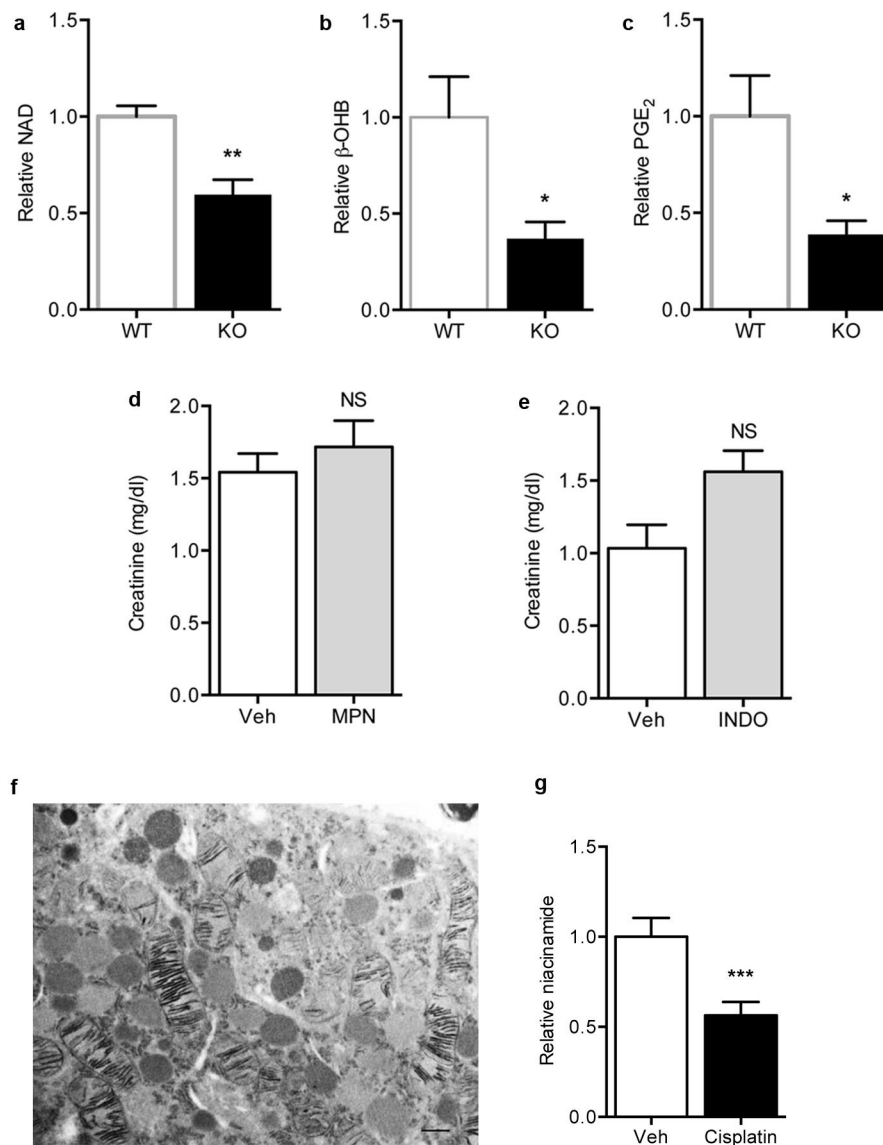 a
Relative NAD
1.5
1.0
0.5
0.0
**
WT KO
b
Relative β-OHB
1.5
1.0
0.5
0.0
*
WT KO
c
Relative PGE₂
1.5
1.0
0.5
0.0
*
WT KO
d
Creatinine (mg/dl)
2.0
1.5
1.0
0.5
0.0
NS
Veh MPN
e
Creatinine (mg/dl)
2.0
1.5
1.0
0.5
0.0
NS
Veh INDO
f
g
Relative niacinamide
1.5
1.0
0.5
0.0
***
Veh Cisplatin